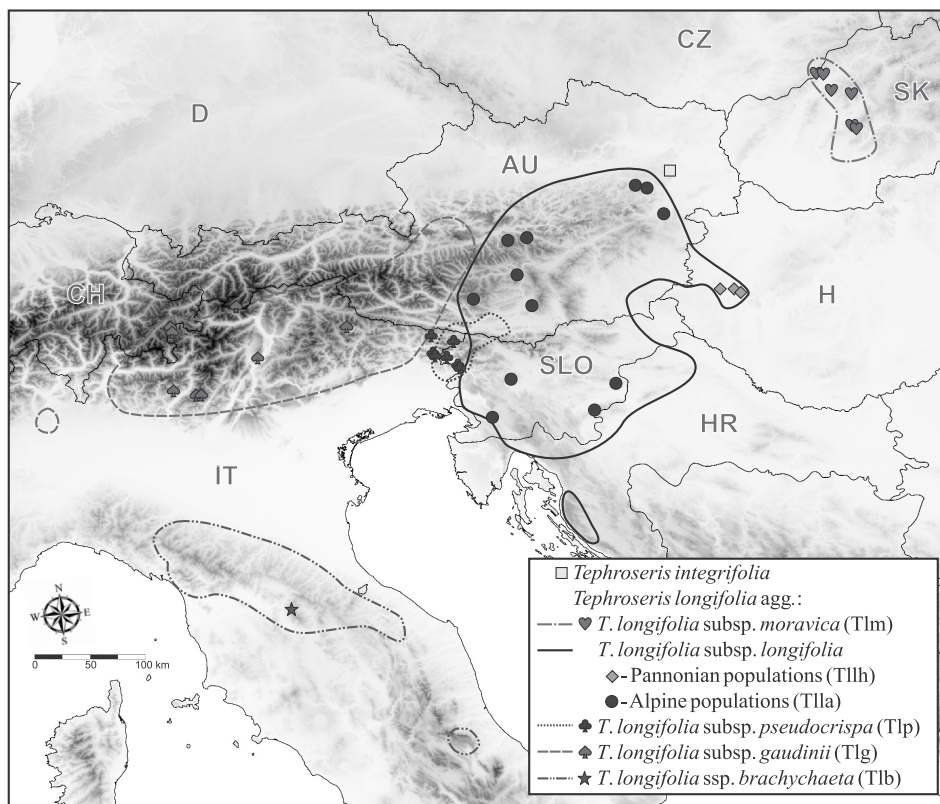 CZ
SK
D
AU
CH
H
SLO
HR
IT
N
W E
S
0 25 50 100 km
Tephroseris integrifolia
Tephroseris longifolia agg.:
T. longifolia subsp. moravica (Tlm)
T. longifolia subsp. longifolia
- Pannonian populations (Tllh)
- Alpine populations (Tlla)
T. longifolia subsp. pseudocrispa (Tlp)
T. longifolia subsp. gaudinii (Tlg)
T. longifolia ssp. brachychaeta (Tlb)